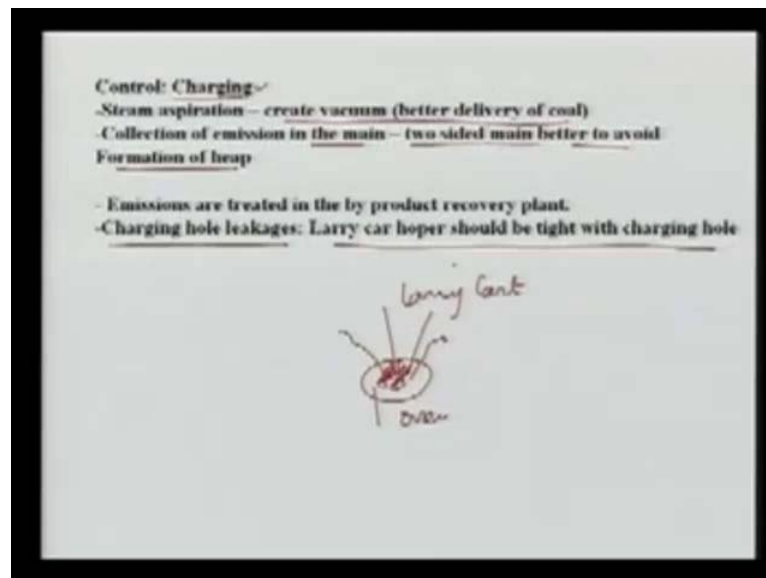 Control: Charging
-Steam aspiration – create vacuum (better delivery of coal)
-Collection of emission in the main – two sided main better to avoid
Formation of heap
- Emissions are treated in the by product recovery plant.
-Charging hole leakages: Larry car hoper should be tight with charging hole
Larry Cart
oven